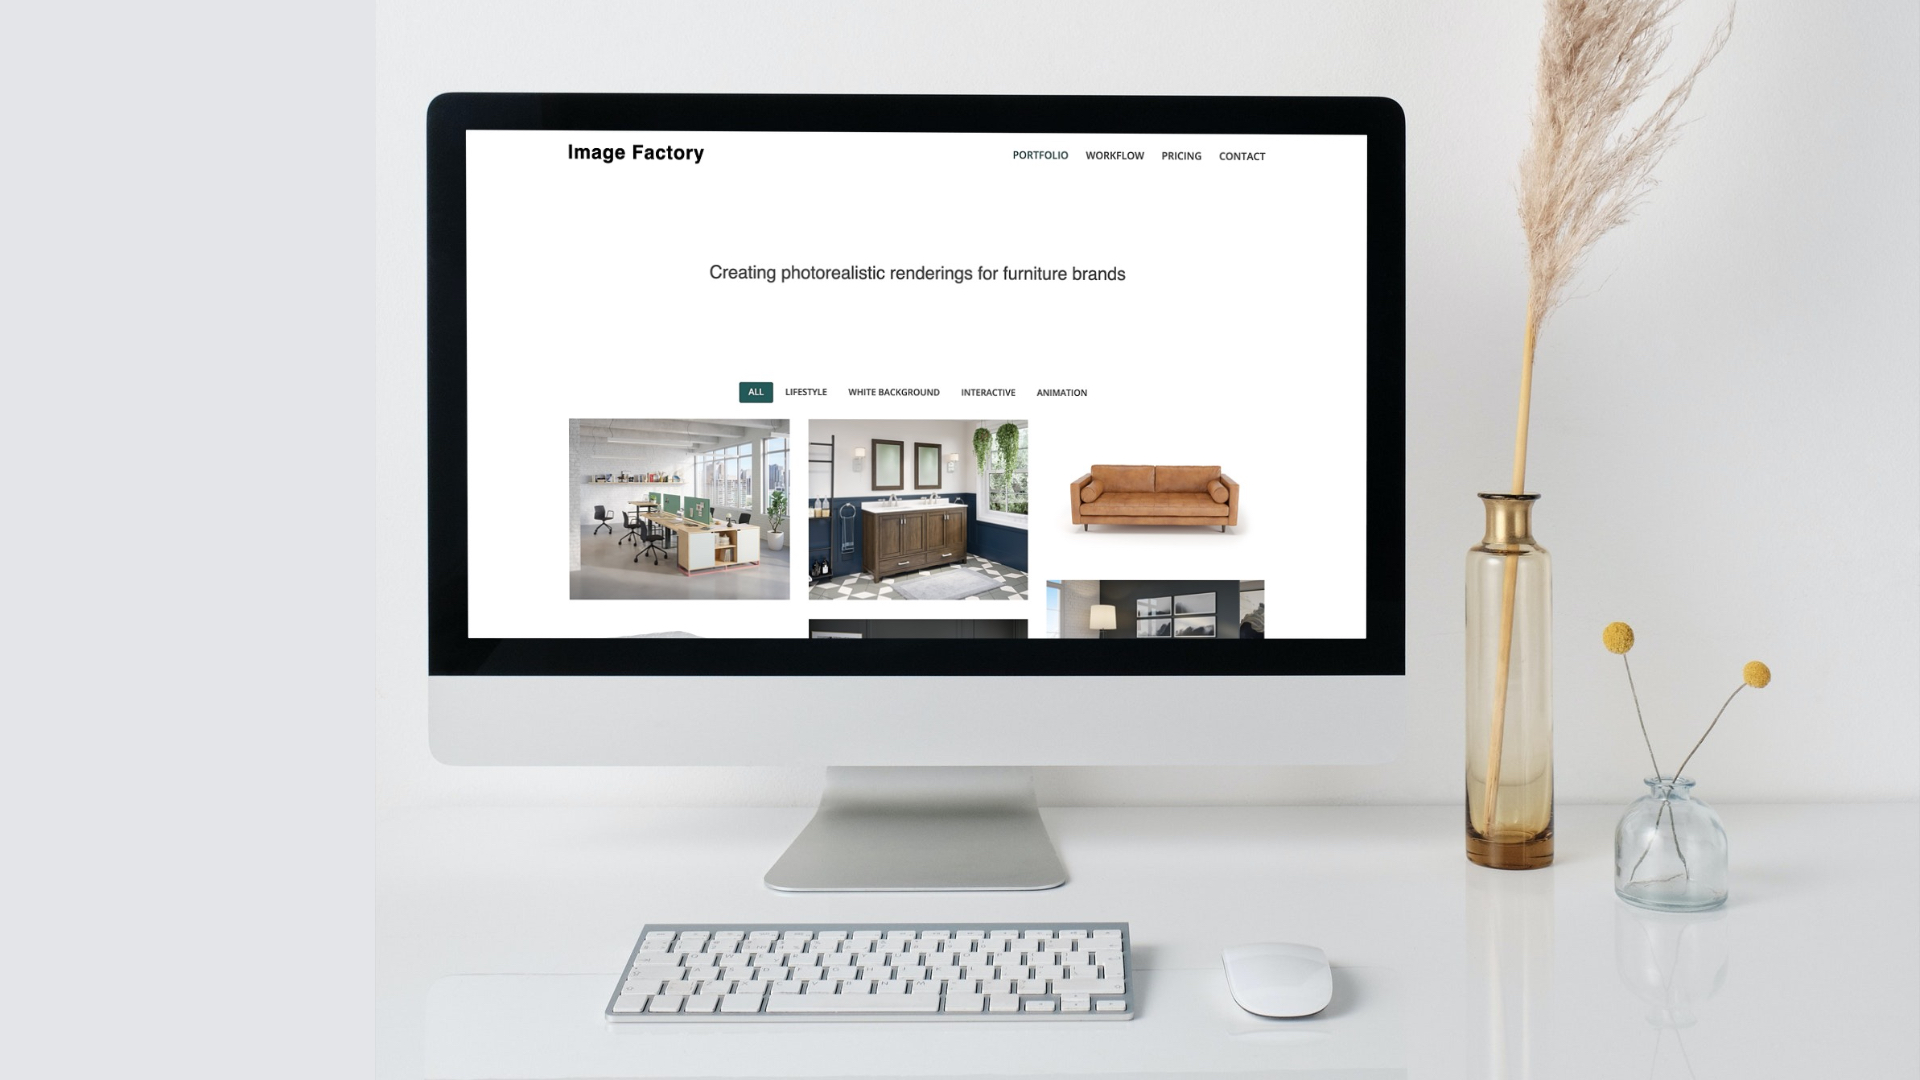 Image Factory
PORTFOLIO WORKFLOW PRICING CONTACT
Creating photorealistic renderings for furniture brands
ALL LIFESTYLE WHITE BACKGROUND INTERACTIVE ANIMATION